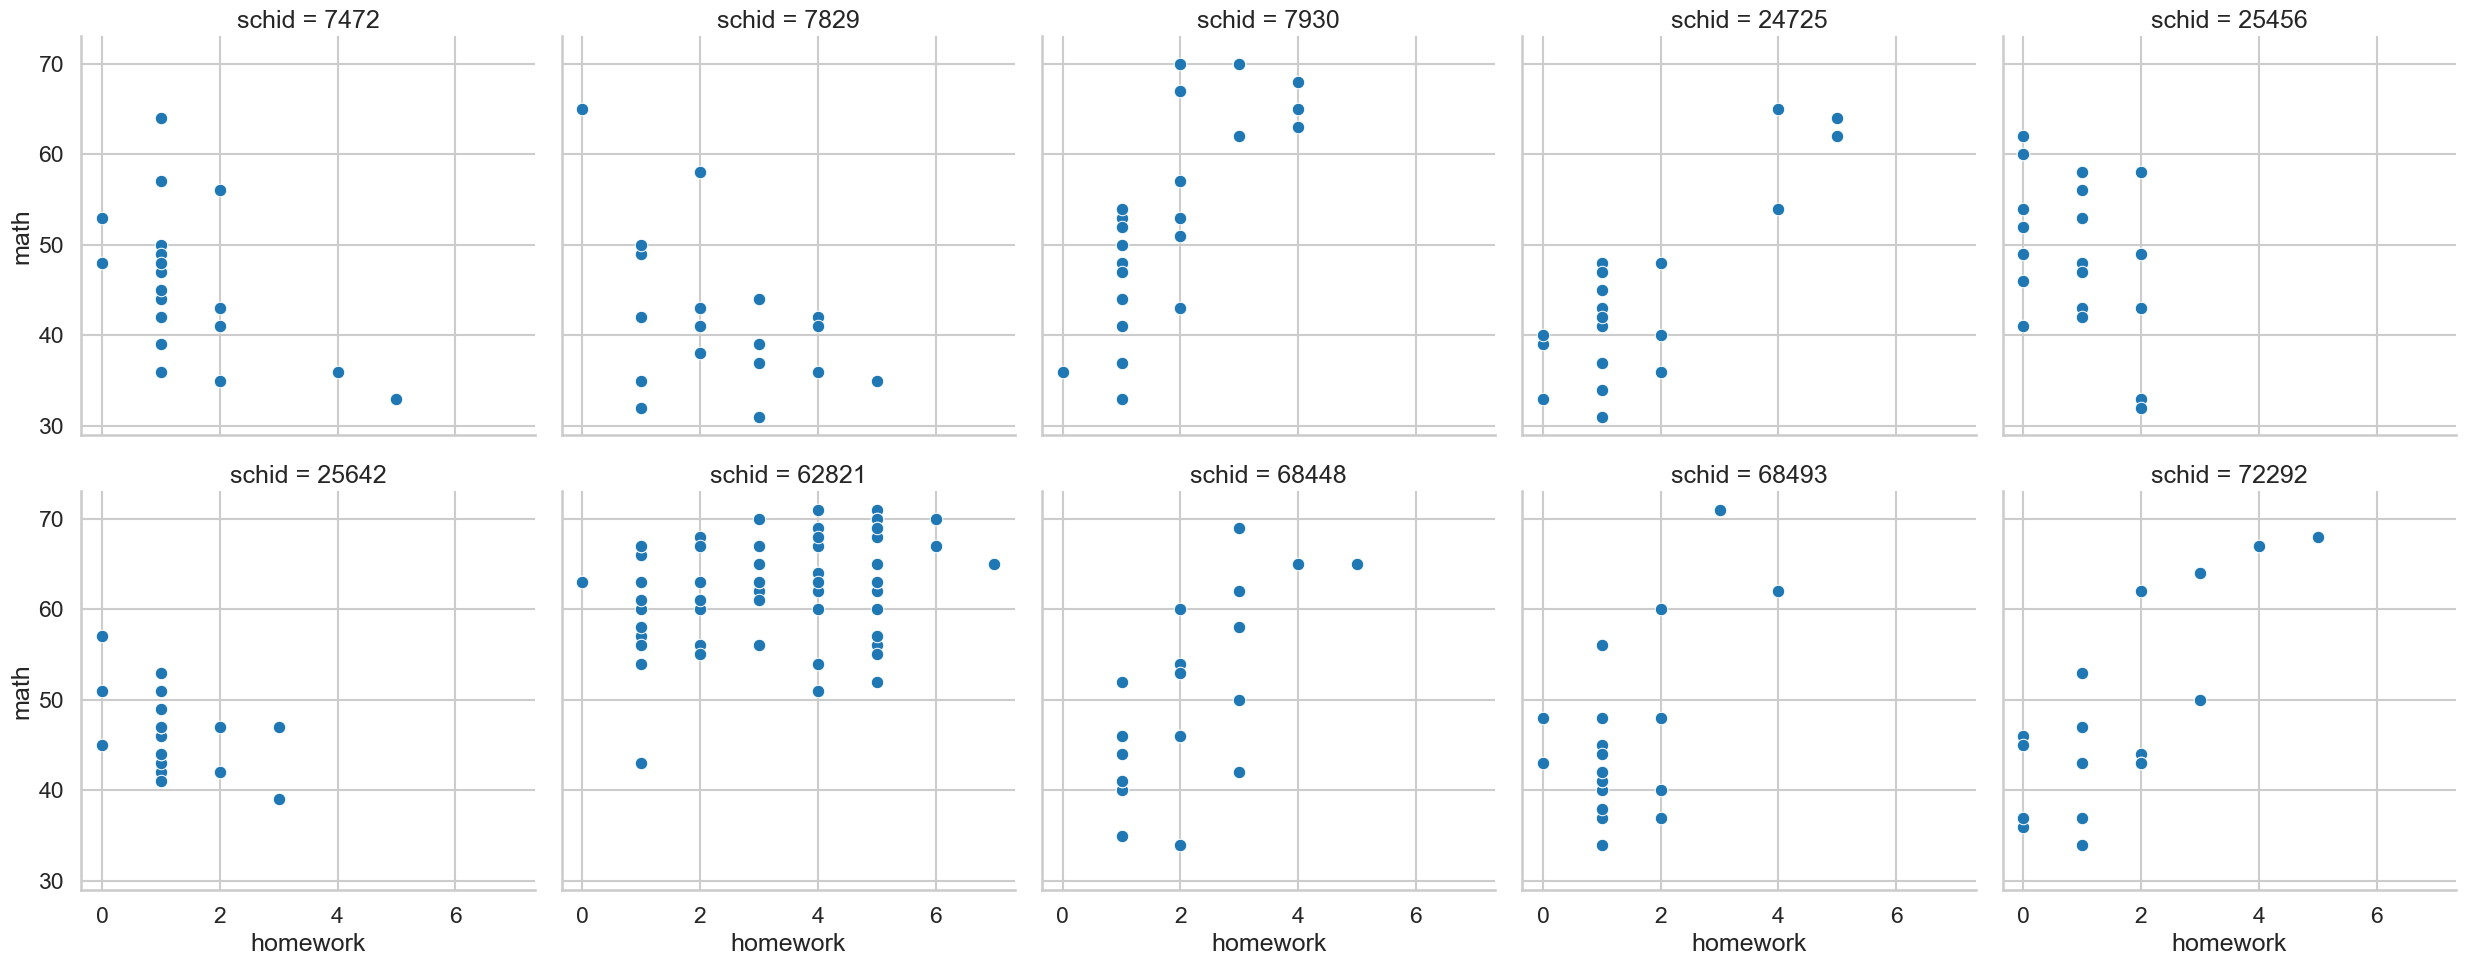 schid = 7472 schid = 7829 schid = 7930 schid = 24725 schid = 25456
70
60
50
40
30
math
schid = 25642 schid = 62821 schid = 68448 schid = 68493 schid = 72292
70
60
50
40
30
math
0 2 4 6 0 2 4 6 0 2 4 6 0 2 4 6 0 2 4 6
homework homework homework homework homework